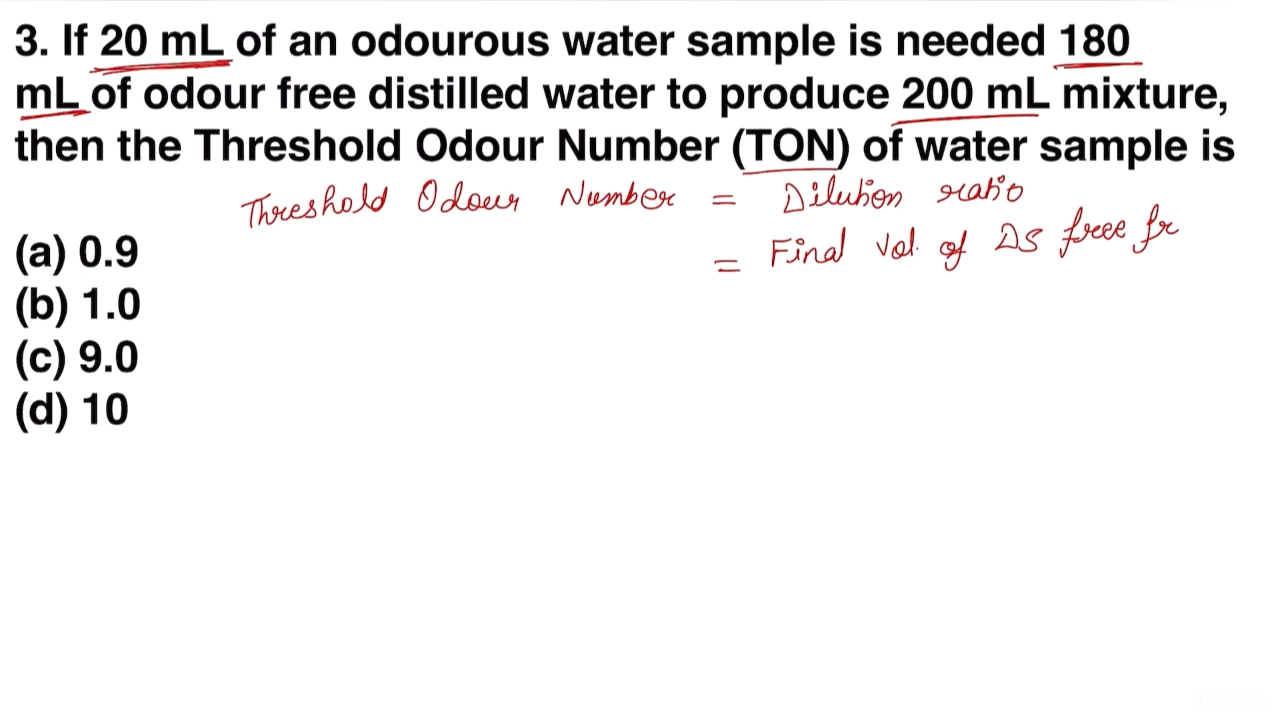 3. If 20 mL of an odourous water sample is needed 180
mL of odour free distilled water to produce 200 mL mixture,
then the Threshold Odour Number (TON) of water sample is
Threshold Odour Number = Dilution ratio
= Final Vol. of DS free fr
(a) 0.9
(b) 1.0
(c) 9.0
(d) 10